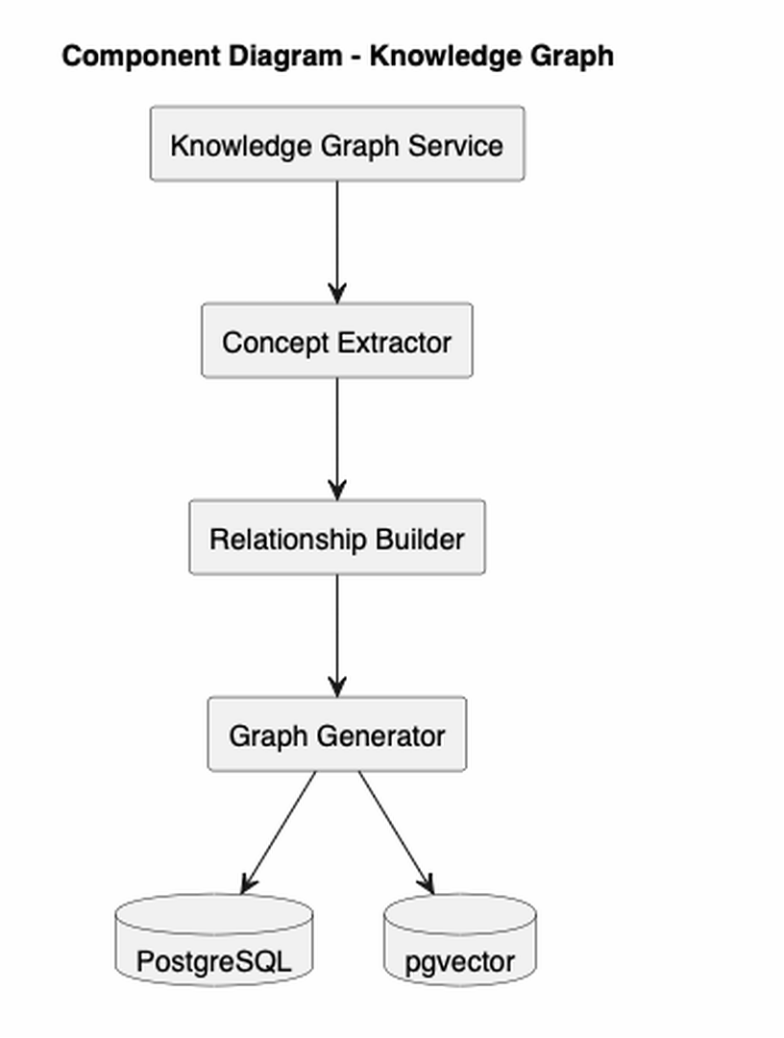 Component Diagram - Knowledge Graph
Knowledge Graph Service
Concept Extractor
Relationship Builder
Graph Generator
PostgreSQL
pgvector